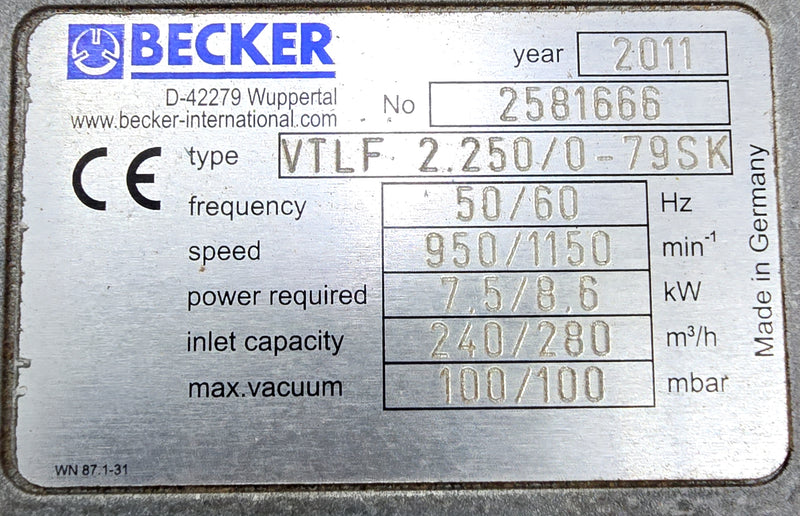 BECKER
year 2011
D-42279 Wuppertal
No 2581666
www.becker-international.com
CE
type VTLF 2.250/0-79SK
frequency 50/60 Hz
speed 950/1150 min-1
power required 7,5/8,6 kW
inlet capacity 240/280 m³/h
max.vacuum 100/100 mbar
Made in Germany
WN 87.1-31